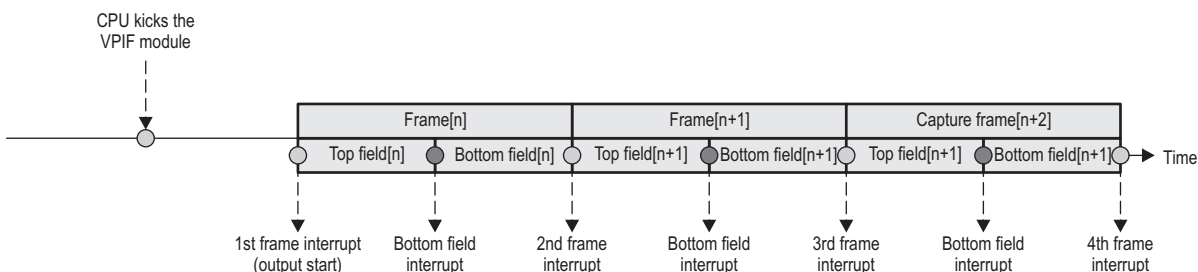 CPU kicks the
VPIF module
Frame[n]
Frame[n+1]
Capture frame[n+2]
Top field[n]
Bottom field[n]
Top field[n+1]
Bottom field[n+1]
Top field[n+1]
Bottom field[n+1]
Time
1st frame interrupt
(output start)
Bottom field
interrupt
2nd frame
interrupt
Bottom field
interrupt
3rd frame
interrupt
Bottom field
interrupt
4th frame
interrupt